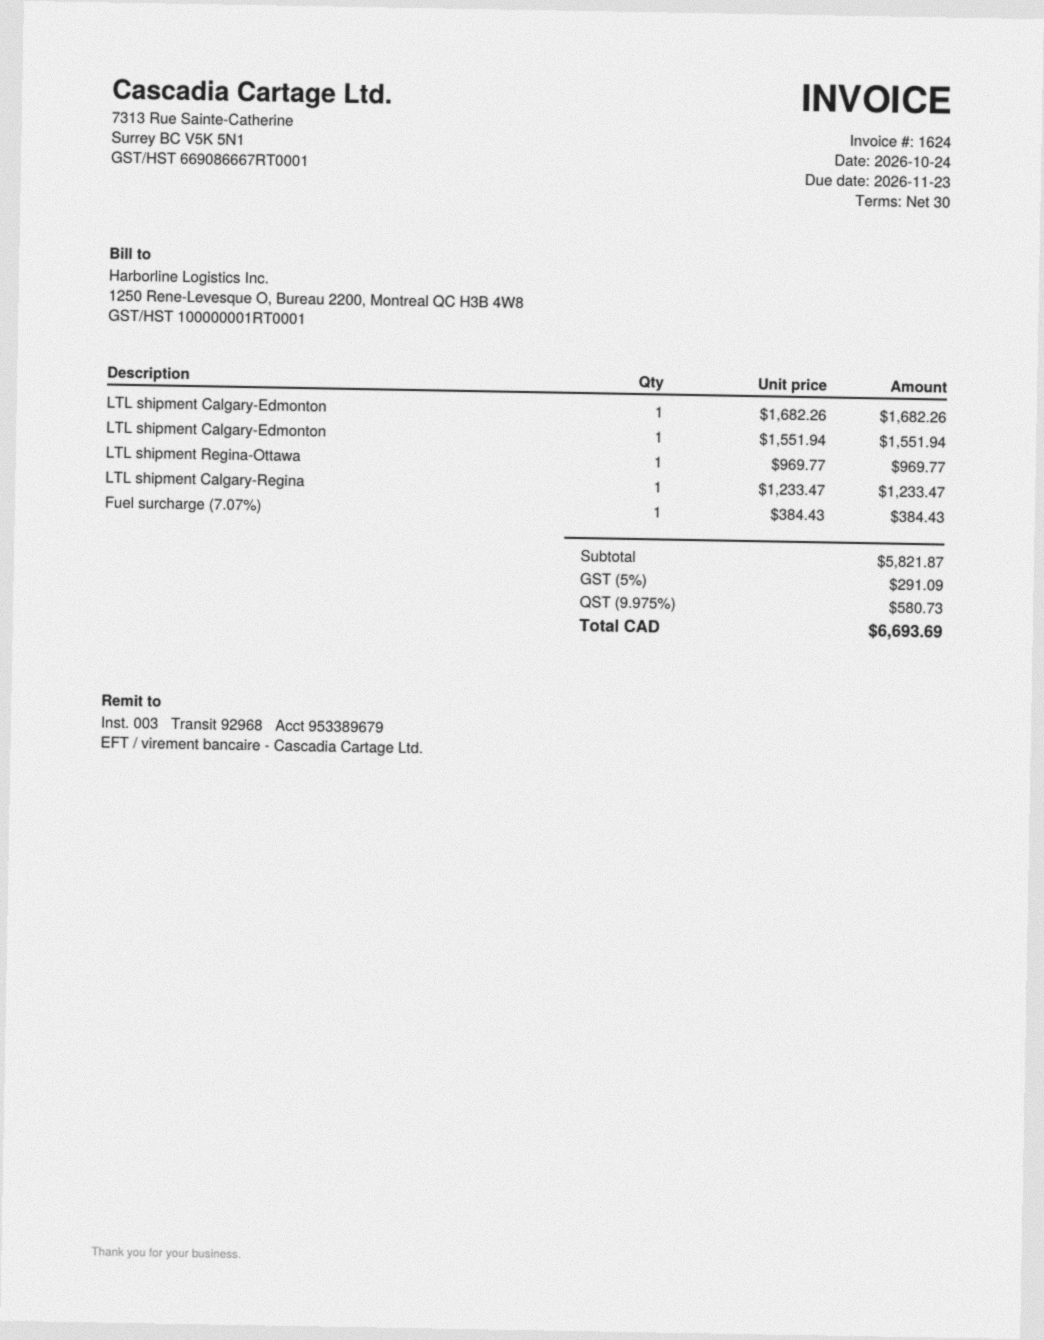 Cascadia Cartage Ltd.
7313 Rue Sainte-Catherine
Surrey BC V5K 5N1
GST/HST 669086667RT0001
INVOICE
Invoice #: 1624
Date: 2026-10-24
Due date: 2026-11-23
Terms: Net 30
Bill to
Harborline Logistics Inc.
1250 Rene-Levesque O, Bureau 2200, Montreal QC H3B 4W8
GST/HST 100000001RT0001
Description Qty Unit price Amount
LTL shipment Calgary-Edmonton 1 $1,682.26 $1,682.26
LTL shipment Calgary-Edmonton 1 $1,551.94 $1,551.94
LTL shipment Regina-Ottawa 1 $969.77 $969.77
LTL shipment Calgary-Regina 1 $1,233.47 $1,233.47
Fuel surcharge (7.07%) 1 $384.43 $384.43
Subtotal $5,821.87
GST (5%) $291.09
QST (9.975%) $580.73
Total CAD $6,693.69
Remit to
Inst. 003 Transit 92968 Acct 953389679
EFT / virement bancaire - Cascadia Cartage Ltd.
Thank you for your business.